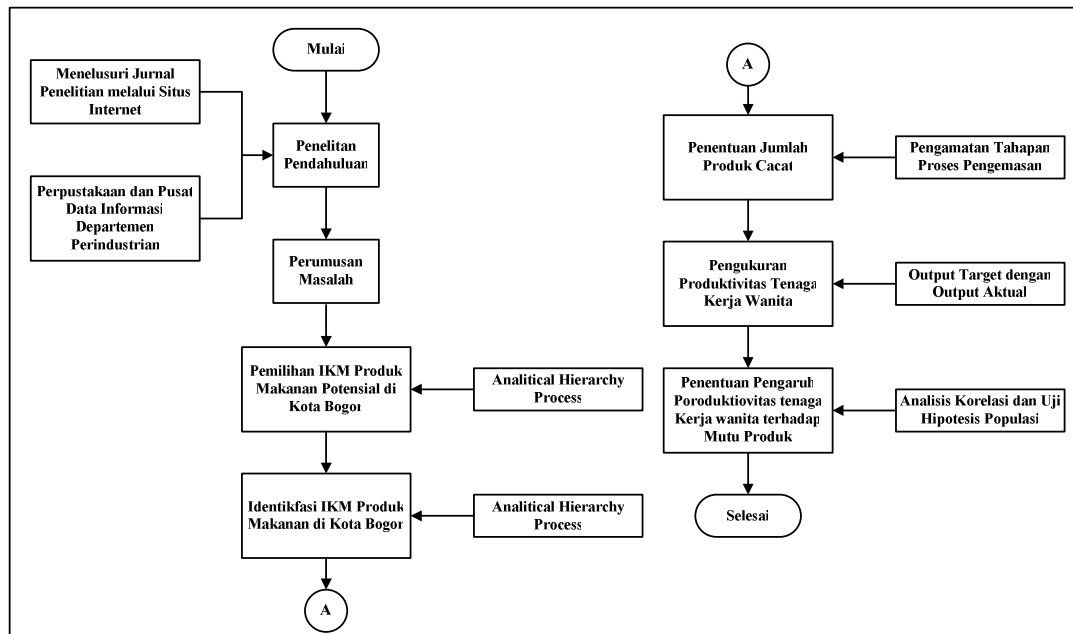 Mulai
Menelusuri Jurnal
Penelitian melalui Situs
Internet
Penelitan
Pendahuluan
Perpustakaan dan Pusat
Data Informasi
Departemen
Perindustrian
Perumusan
Masalah
Pemilihan IKM Produk
Makanan Potensial di
Kota Bogor
Analitical Hierarchy
Process
Identikfasi IKM Produk
Makanan di Kota Bogor
Analitical Hierarchy
Process
A
A
Penentuan Jumlah
Produk Cacat
Pengamatan Tahapan
Proses Pengemasan
Pengukuran
Produktivitas Tenaga
Kerja Wanita
Output Target dengan
Output Aktual
Penentuan Pengaruh
Poroduktiovitas tenaga
Kerja wanita terhadap
Mutu Produk
Analisis Korelasi dan Uji
Hipotesis Populasi
Selesai